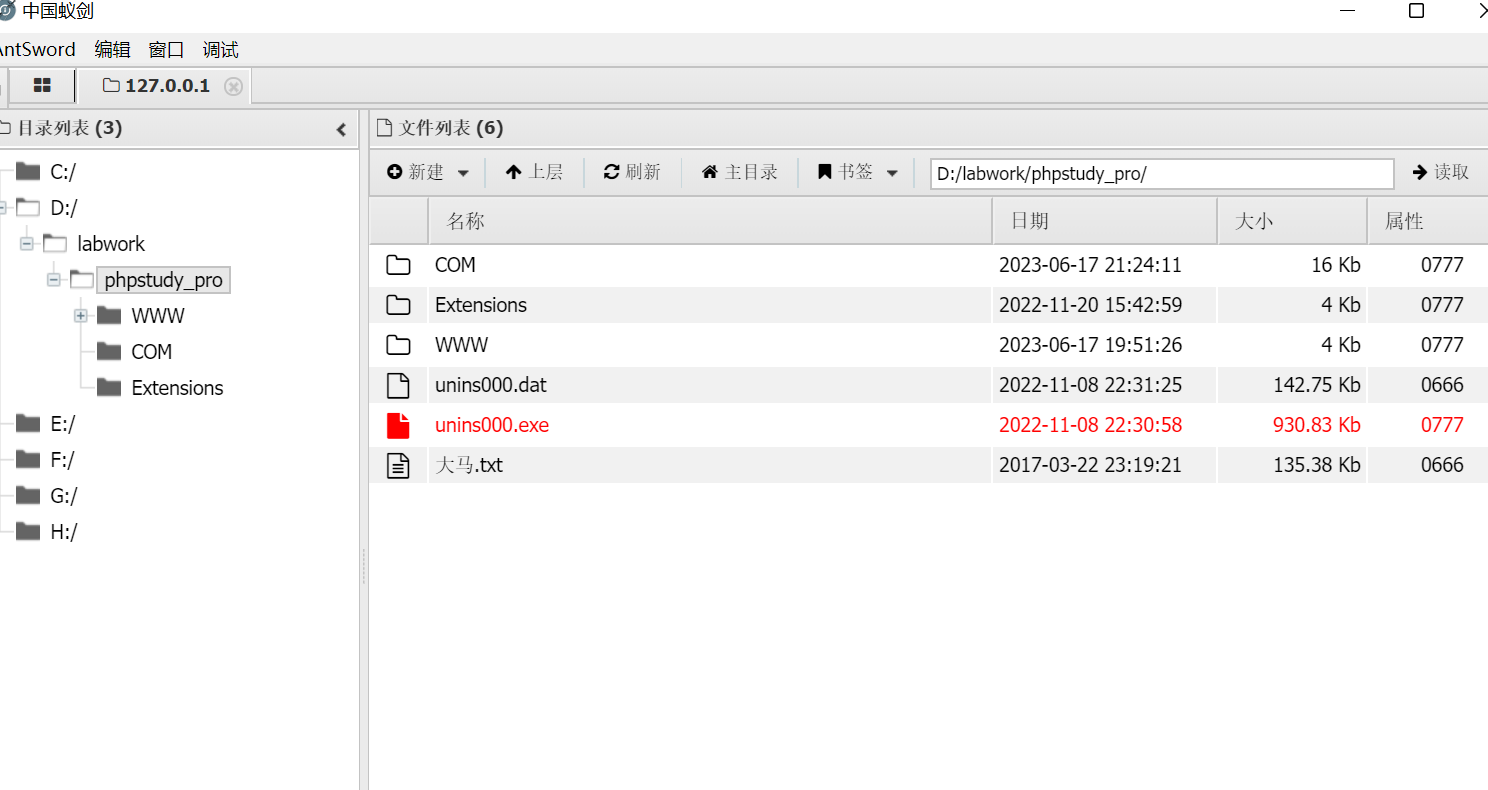 中国蚁剑
AntSword 编辑 窗口 调试
127.0.0.1
目录列表 (3)
文件列表 (6)
新建 上层 刷新 主目录 书签 D:/labwork/phpstudy_pro/ 读取
名称 日期 大小 属性
C:/
D:/
labwork
phpstudy_pro
WWW
COM
Extensions
E:/
F:/
G:/
H:/
COM 2023-06-17 21:24:11 16 Kb 0777
Extensions 2022-11-20 15:42:59 4 Kb 0777
WWW 2023-06-17 19:51:26 4 Kb 0777
unins000.dat 2022-11-08 22:31:25 142.75 Kb 0666
unins000.exe 2022-11-08 22:30:58 930.83 Kb 0777
大马.txt 2017-03-22 23:19:21 135.38 Kb 0666